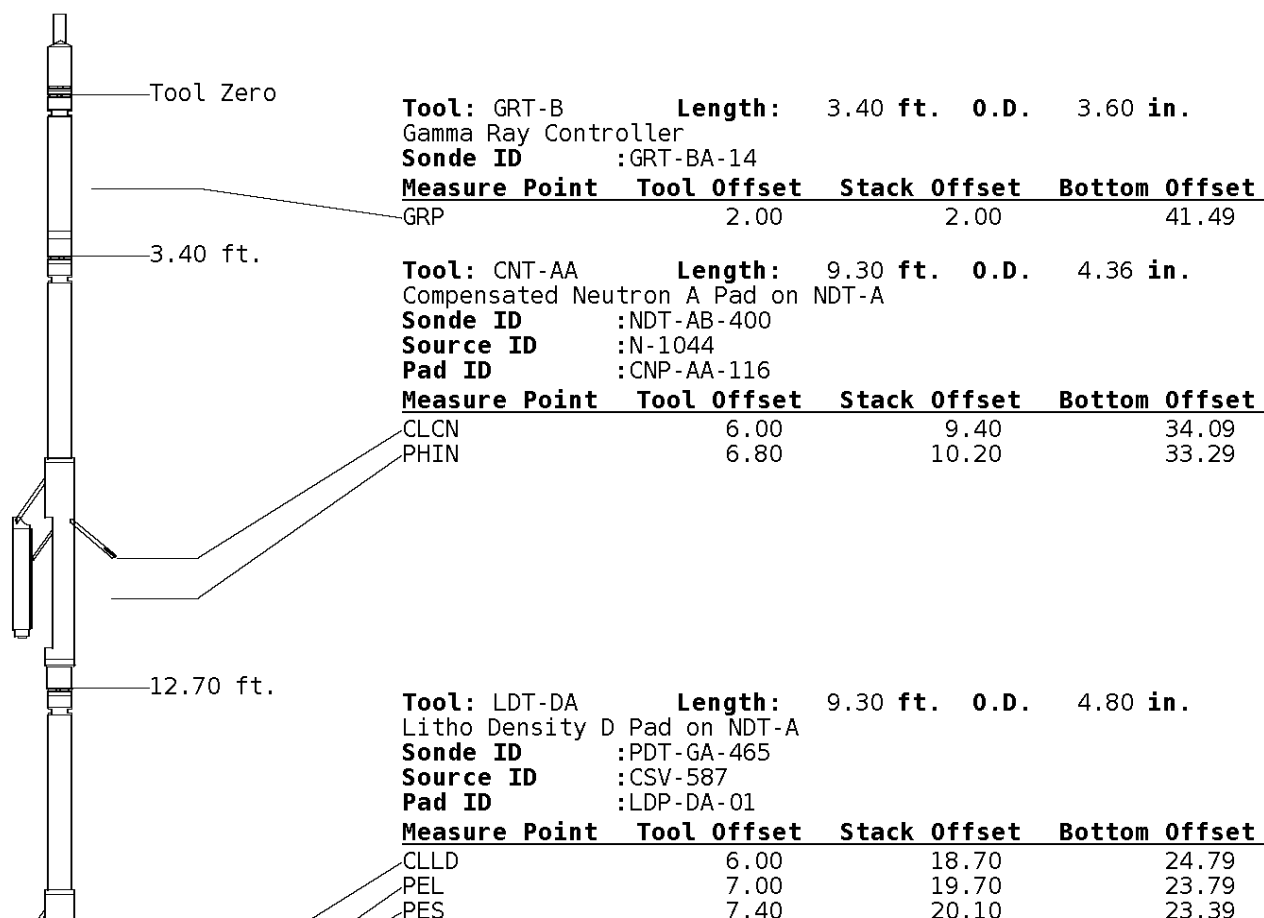 Tool Zero
Tool: GRT-B Length: 3.40 ft. O.D. 3.60 in.
Gamma Ray Controller
Sonde ID :GRT-BA-14
Measure Point Tool Offset Stack Offset Bottom Offset
GRP 2.00 2.00 41.49
3.40 ft.
Tool: CNT-AA Length: 9.30 ft. O.D. 4.36 in.
Compensated Neutron A Pad on NDT-A
Sonde ID :NDT-AB-400
Source ID :N-1044
Pad ID :CNP-AA-116
Measure Point Tool Offset Stack Offset Bottom Offset
CLCN 6.00 9.40 34.09
PHIN 6.80 10.20 33.29
12.70 ft.
Tool: LDT-DA Length: 9.30 ft. O.D. 4.80 in.
Litho Density D Pad on NDT-A
Sonde ID :PDT-GA-465
Source ID :CSV-587
Pad ID :LDP-DA-01
Measure Point Tool Offset Stack Offset Bottom Offset
CLLD 6.00 18.70 24.79
PEL 7.00 19.70 23.79
PES 7.40 20.10 23.39